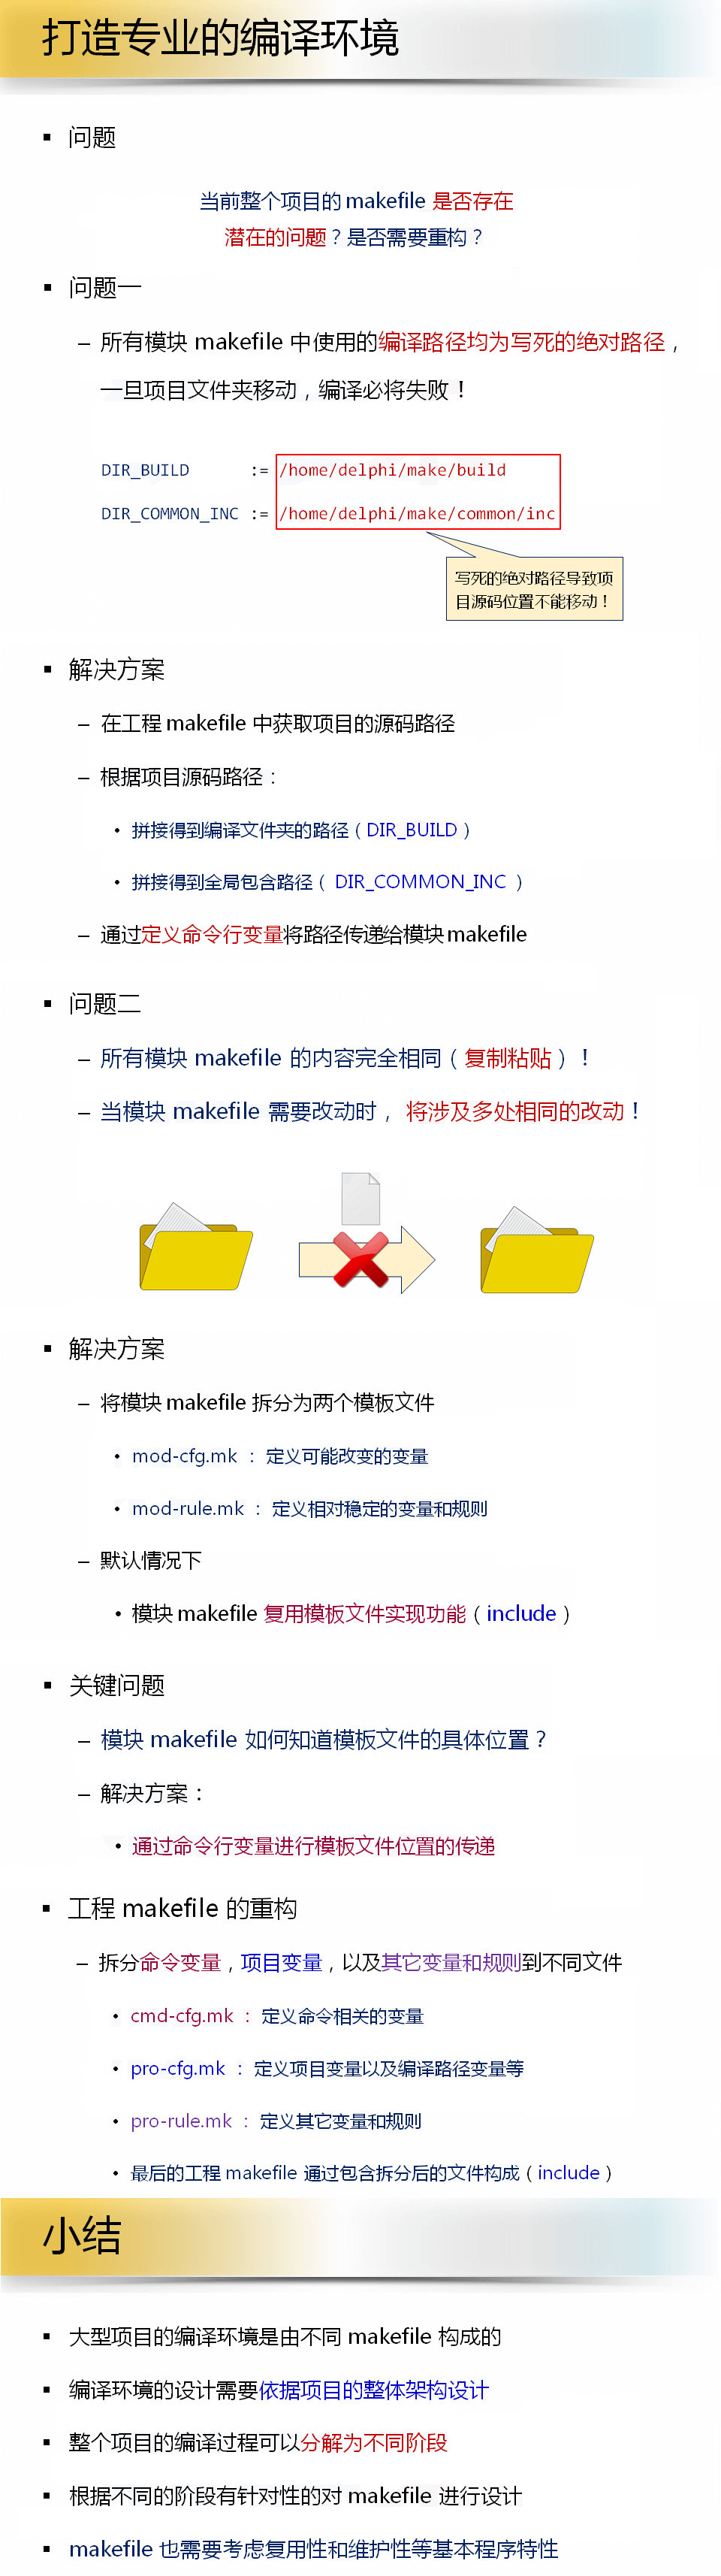 打造专业的编译环境
▪ 问题
当前整个项目的 makefile 是否存在
潜在的问题？是否需要重构？
▪ 问题一
– 所有模块 makefile 中使用的编译路径均为写死的绝对路径，
一旦项目文件夹移动，编译必将失败！
DIR_BUILD := /home/delphi/make/build
DIR_COMMON_INC := /home/delphi/make/common/inc
写死的绝对路径导致项
目源码位置不能移动！
▪ 解决方案
– 在工程 makefile 中获取项目的源码路径
– 根据项目源码路径：
• 拼接得到编译文件夹的路径（DIR_BUILD）
• 拼接得到全局包含路径（ DIR_COMMON_INC ）
– 通过定义命令行变量将路径传递给模块 makefile
▪ 问题二
– 所有模块 makefile 的内容完全相同（复制粘贴）！
– 当模块 makefile 需要改动时， 将涉及多处相同的改动！
▪ 解决方案
– 将模块 makefile 拆分为两个模板文件
• mod-cfg.mk ： 定义可能改变的变量
• mod-rule.mk ： 定义相对稳定的变量和规则
– 默认情况下
• 模块 makefile 复用模板文件实现功能（include）
▪ 关键问题
– 模块 makefile 如何知道模板文件的具体位置？
– 解决方案：
• 通过命令行变量进行模板文件位置的传递
▪ 工程 makefile 的重构
– 拆分命令变量，项目变量，以及其它变量和规则到不同文件
• cmd-cfg.mk ： 定义命令相关的变量
• pro-cfg.mk ： 定义项目变量以及编译路径变量等
• pro-rule.mk ： 定义其它变量和规则
• 最后的工程 makefile 通过包含拆分后的文件构成（include）
小结
▪ 大型项目的编译环境是由不同 makefile 构成的
▪ 编译环境的设计需要依据项目的整体架构设计
▪ 整个项目的编译过程可以分解为不同阶段
▪ 根据不同的阶段有针对性的对 makefile 进行设计
▪ makefile 也需要考虑复用性和维护性等基本程序特性